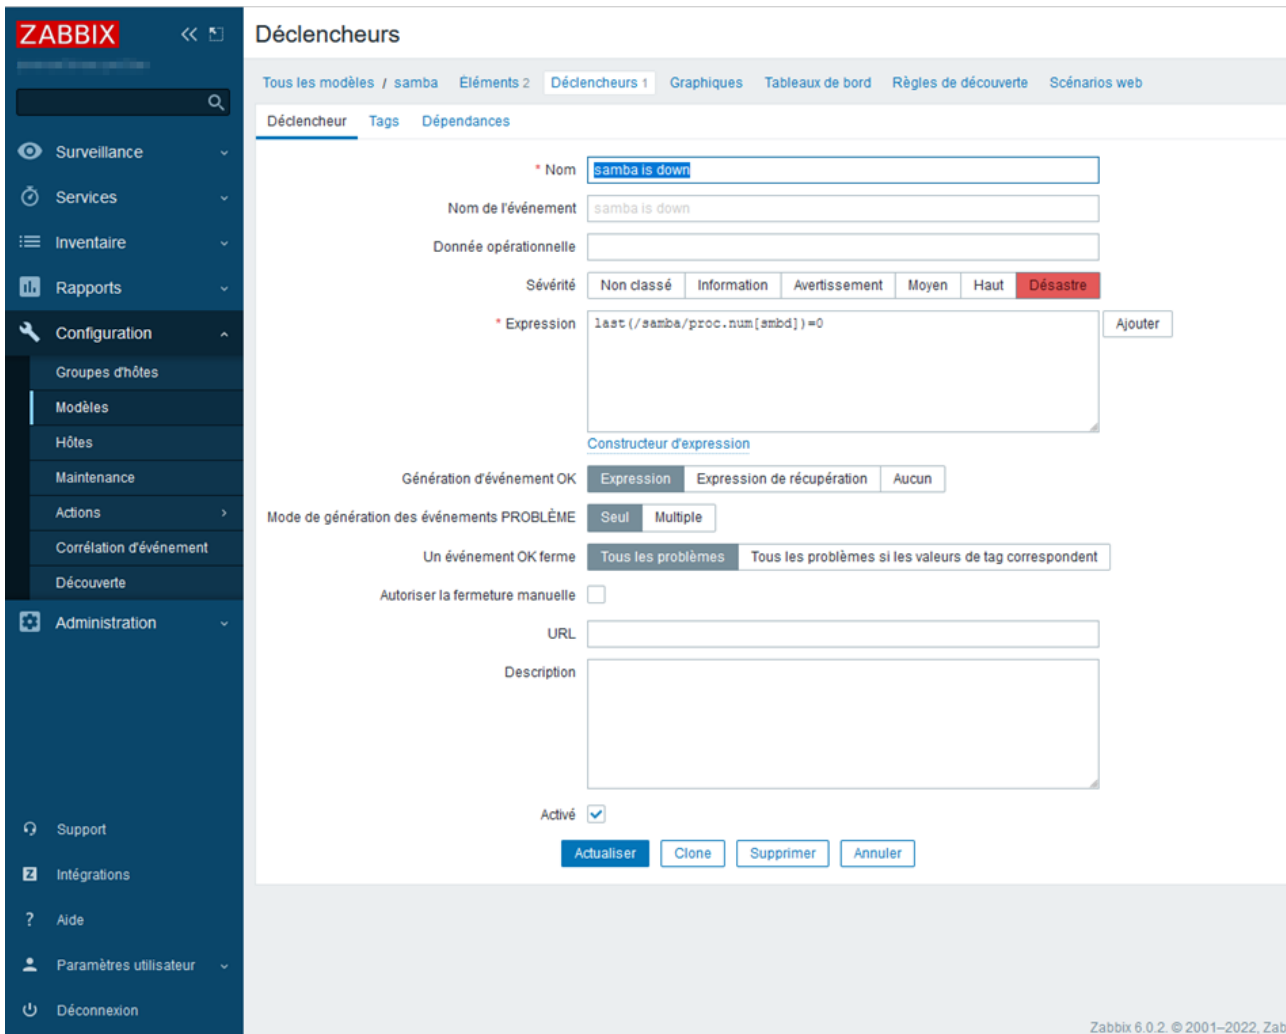 ZABBIX
Déclencheurs
Tous les modèles / samba Éléments 2 Déclencheurs 1 Graphiques Tableaux de bord Règles de découverte Scénarios web
Déclencheur Tags Dépendances
* Nom samba is down
Nom de l'événement samba is down
Donnée opérationnelle
Sévérité Non classé Information Avertissement Moyen Haut Désastre
* Expression last(/samba/proc.num[smbd])=0 Ajouter
Constructeur d'expression
Génération d'événement OK Expression Expression de récupération Aucun
Mode de génération des événements PROBLÈME Seul Multiple
Un événement OK ferme Tous les problèmes Tous les problèmes si les valeurs de tag correspondent
Autoriser la fermeture manuelle
URL
Description
Activé
Actualiser Clone Supprimer Annuler
Surveillance
Services
Inventaire
Rapports
Configuration
Groupes d'hôtes
Modèles
Hôtes
Maintenance
Actions
Corrélation d'événement
Découverte
Administration
Support
Z Intégrations
? Aide
Paramètres utilisateur
Déconnexion
Zabbix 6.0.2. © 2001–2022, Zab